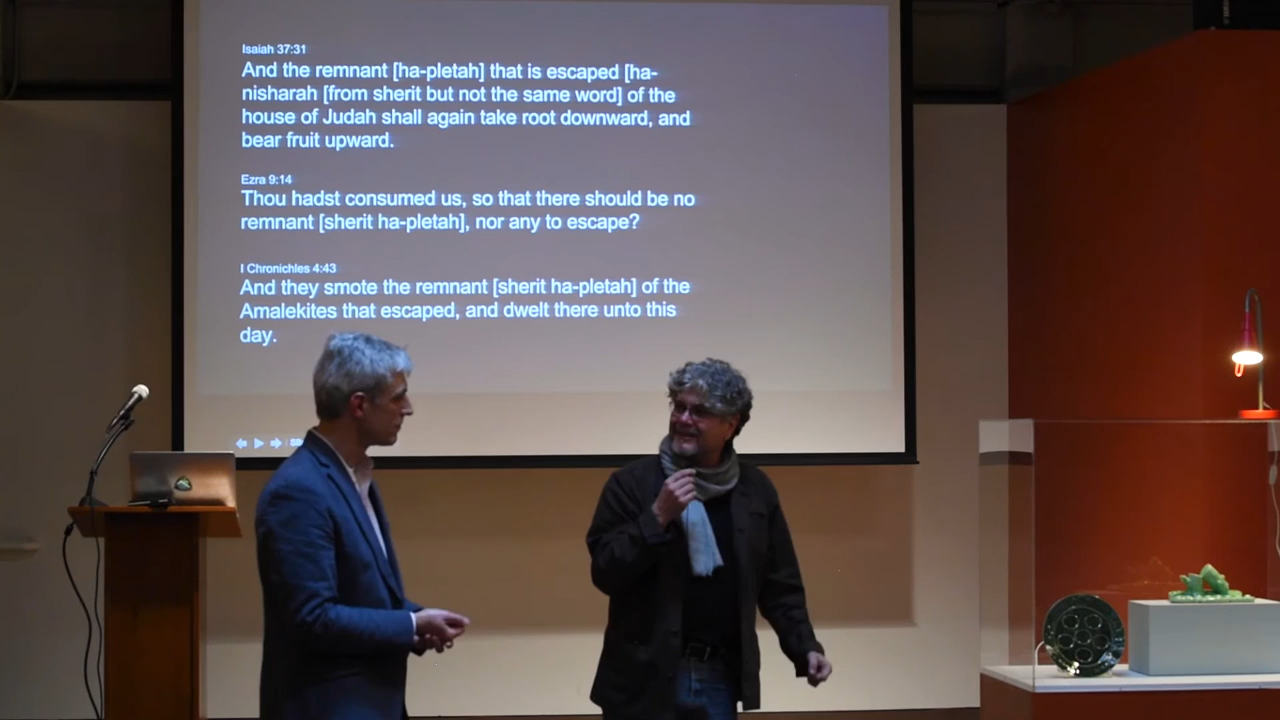 Isaiah 37:31
And the remnant [ha-pletah] that is escaped [ha-
nisharah [from sherit but not the same word] of the
house of Judah shall again take root downward, and
bear fruit upward.
Ezra 9:14
Thou hadst consumed us, so that there should be no
remnant [sherit ha-pletah], nor any to escape?
I Chronichles 4:43
And they smote the remnant [sherit ha-pletah] of the
Amalekites that escaped, and dwelt there unto this
day.